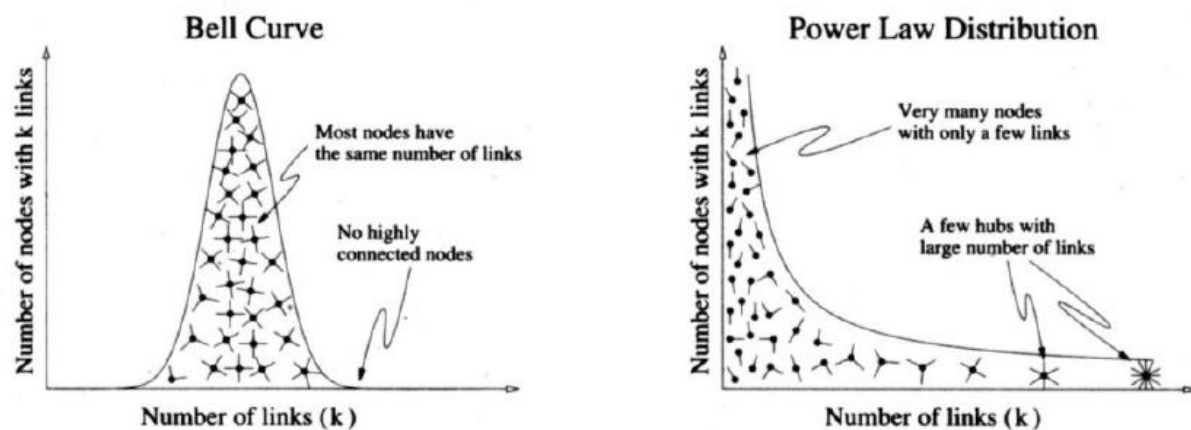 Bell Curve
Number of nodes with k links
Most nodes have
the same number of links
No highly
connected nodes
Number of links (k)
Power Law Distribution
Number of nodes with k links
Very many nodes
with only a few links
A few hubs with
large number of links
Number of links (k)